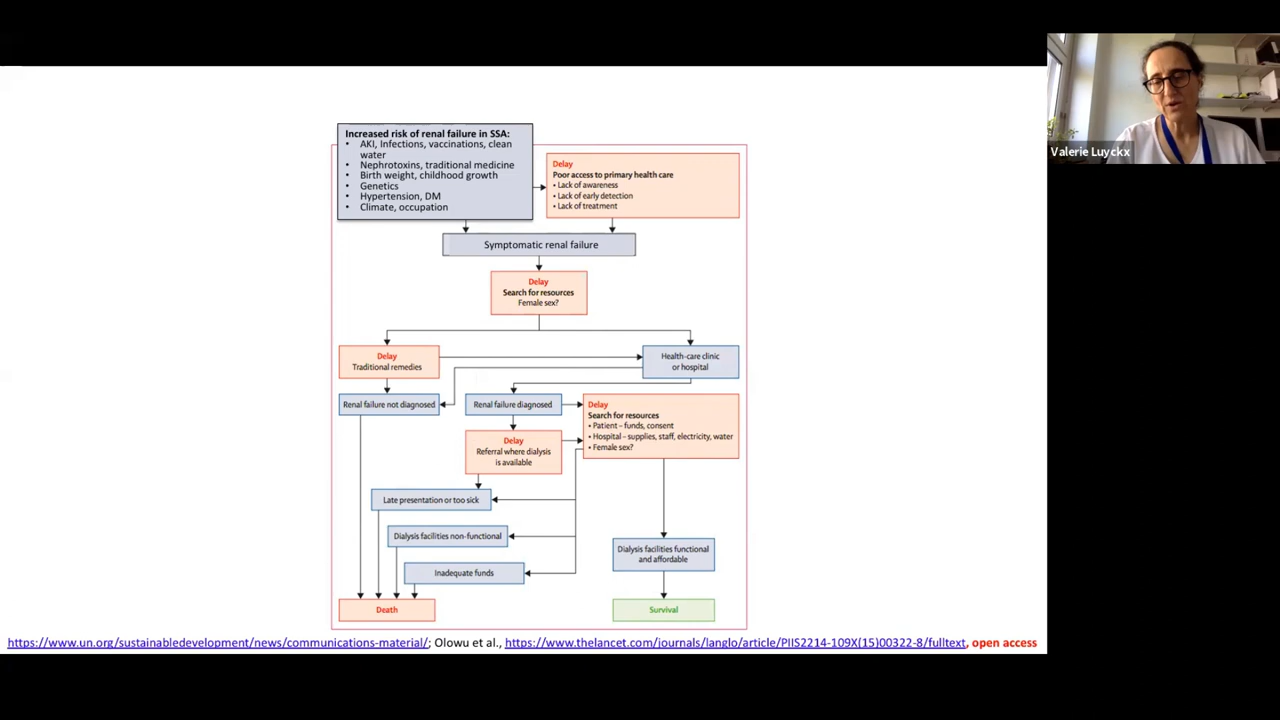 Increased risk of renal failure in SSA:
• AKI, Infections, vaccinations, clean
water
• Nephrotoxins, traditional medicine
• Birth weight, childhood growth
• Genetics
• Hypertension, DM
• Climate, occupation
Delay
Poor access to primary health care
• Lack of awareness
• Lack of early detection
• Lack of treatment
Symptomatic renal failure
Delay
Search for resources
Female sex?
Delay
Traditional remedies
Health-care clinic
or hospital
Renal failure not diagnosed
Renal failure diagnosed
Delay
Search for resources
• Patient – funds, consent
• Hospital – supplies, staff, electricity, water
• Female sex?
Delay
Referral where dialysis
is available
Late presentation or too sick
Dialysis facilities non-functional
Inadequate funds
Dialysis facilities functional
and affordable
Death
Survival
https://www.un.org/sustainabledevelopment/news/communications-material/; Olowu et al., https://www.thelancet.com/journals/langlo/article/PIIS2214-109X(15)00322-8/fulltext, open access
Valerie Luyckx